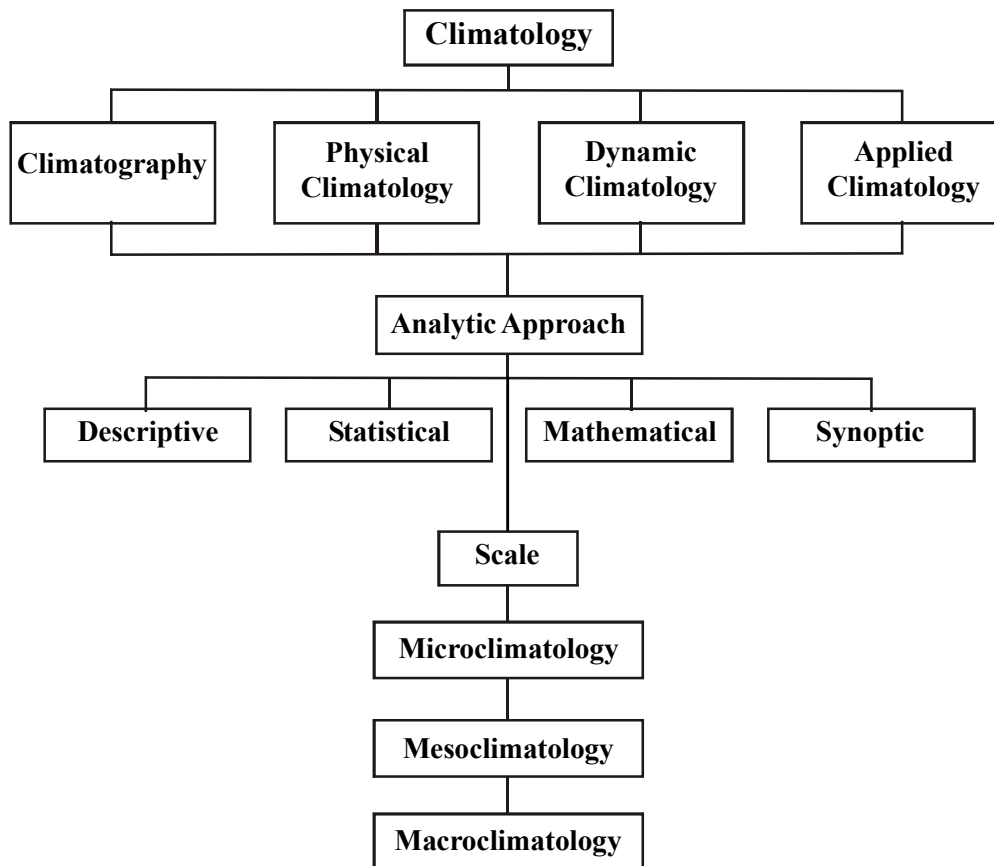 Climatology
Climatography
Physical
Climatology
Dynamic
Climatology
Applied
Climatology
Analytic Approach
Descriptive
Statistical
Mathematical
Synoptic
Scale
Microclimatology
Mesoclimatology
Macroclimatology